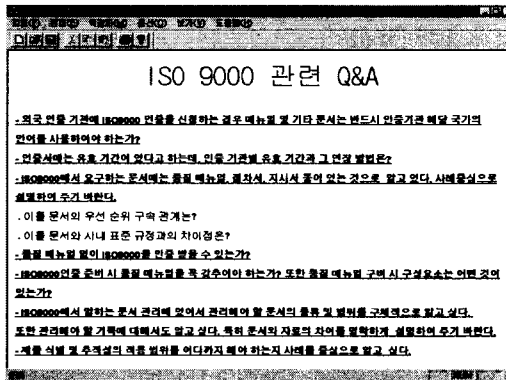 ISO 9000 관련 Q&A
- 외국 인증 기관에 ISO9000 인증을 신청하는 경우 매뉴얼 및 기타 문서는 반드시 인증기관 해당 국가의
언어를 사용하여야 하는가?
- 인증서에는 유효 기간이 있다고 하는데, 인증 기관별 유효 기간과 그 연장 방법은?
- ISO9000에서 요구하는 문서에는 품질 매뉴얼, 절차서, 지시서 등이 있는 것으로 알고 있다. 사례중심으로
설명하여 주기 바란다.
. 이들 문서의 우선 순위 구속 관계는?
. 이들 문서와 사내 표준 규정과의 차이점은?
- 품질 매뉴얼 없이 ISO9000을 인증 받을 수 있는가?
- ISO9000인증 준비 시 품질 매뉴얼을 꼭 갖추어야 하는가? 또한 품질 매뉴얼 구비 시 구성요소는 어떤 것이
있는가?
- ISO9000에서 말하는 문서 관리에 있어서 관리해야 할 문서의 종류 및 범위를 구체적으로 알고 싶다.
또한 관리해야 할 기록에 대해서도 알고 싶다. 특히 문서와 자료의 차이를 명확하게 설명하여 주기 바란다.
- 제품 식별 및 추적성의 적용 범위를 어디까지 해야 하는지 사례를 중심으로 알고 싶다.